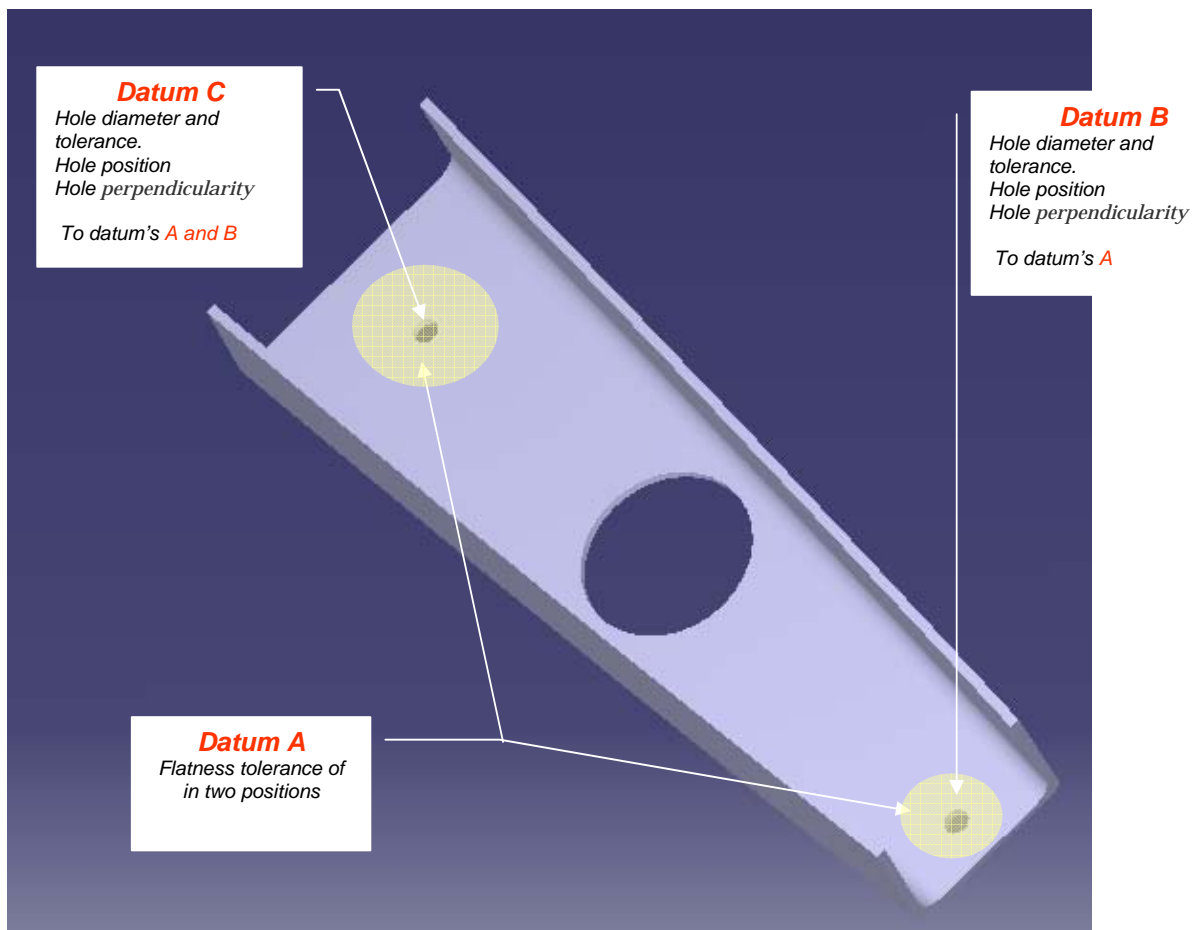 Datum C
Hole diameter and
tolerance.
Hole position
Hole perpendicularity
To datum's A and B
Datum B
Hole diameter and
tolerance.
Hole position
Hole perpendicularity
To datum's A
Datum A
Flatness tolerance of
in two positions